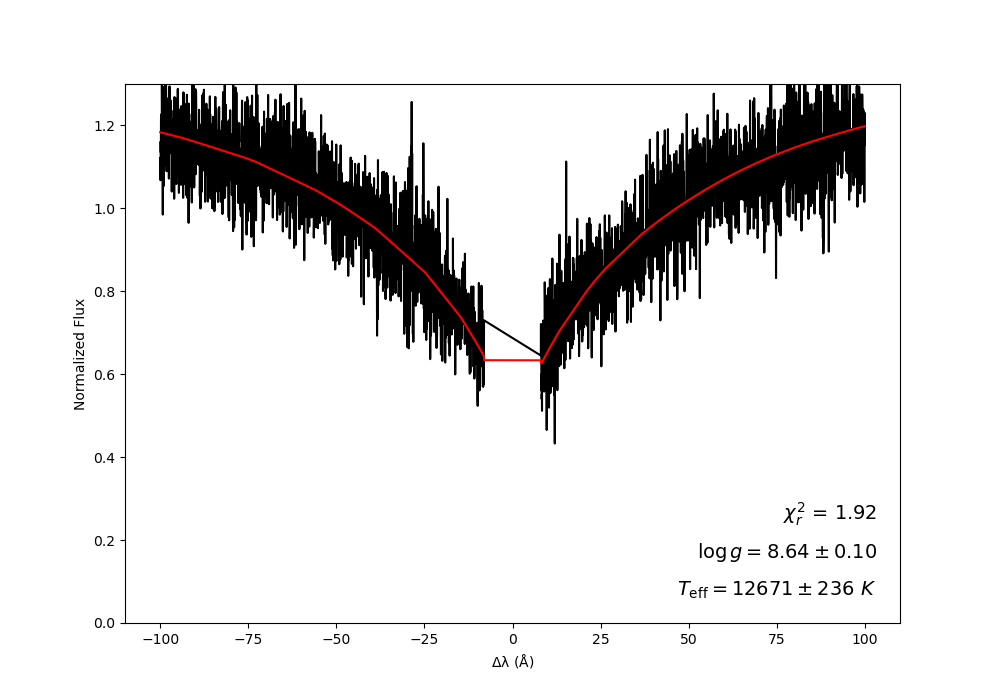 1.2
1.0
0.8
0.6
0.4
0.2
0.0
Normalized Flux
χ²ᵣ = 1.92
log g = 8.64 ± 0.10
T_eff = 12671 ± 236 K
−100 −75 −50 −25 0 25 50 75 100
Δλ (Å)